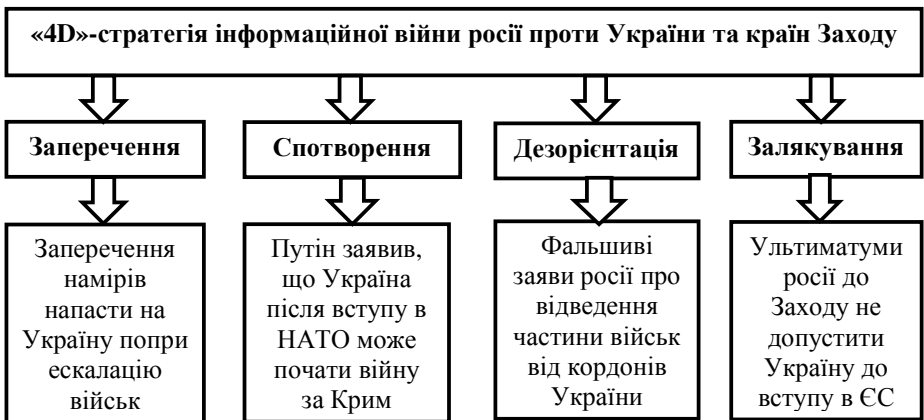 «4D»-стратегія інформаційної війни росії проти України та країн Заходу
Заперечення
Спотворення
Дезорієнтація
Залякування
Заперечення
намірів
напасти на
Україну попри
ескалацію
військ
Путін заявив,
що Україна
після вступу в
НАТО може
почати війну
за Крим
Фальшиві
заяви росії про
відведення
частини військ
від кордонів
України
Ультиматуми
росії до
Заходу не
допустити
Україну до
вступу в ЄС